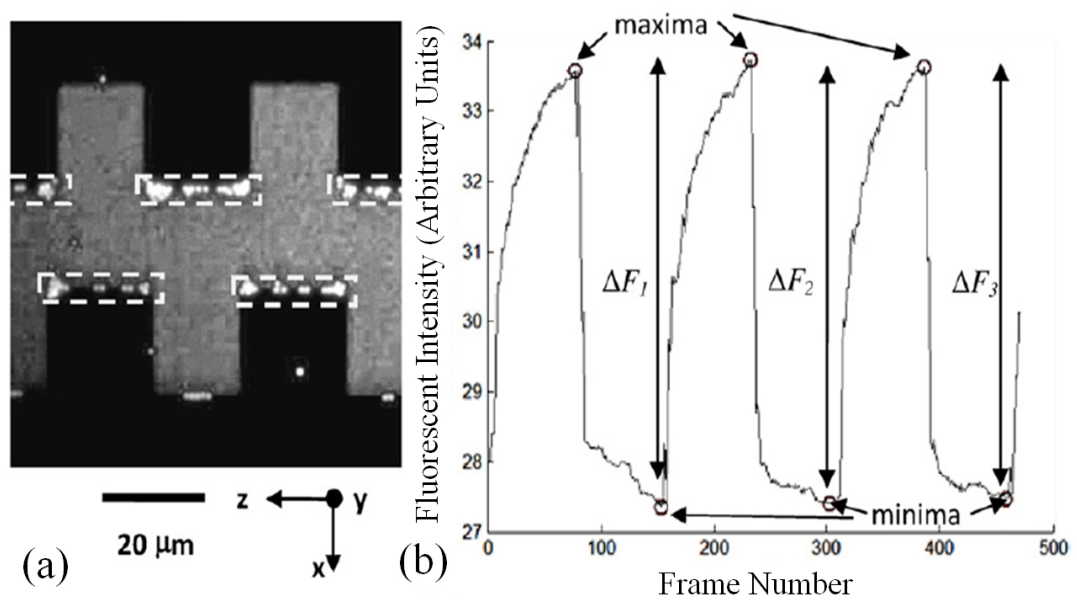 20 μm
z
y
x
(a)
Fluorescent Intensity (Arbitrary Units)
34
33
32
31
30
29
28
27
0
100
200
300
400
500
Frame Number
maxima
ΔF1
ΔF2
ΔF3
minima
(b)